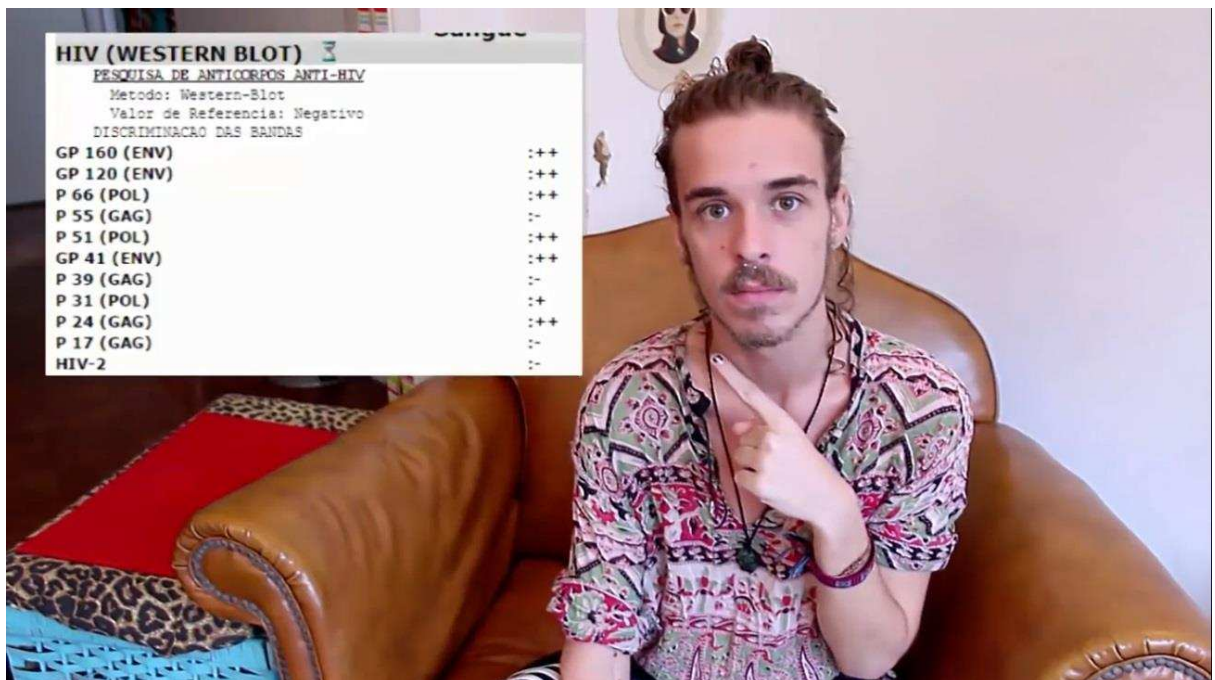 Sangue
HIV (WESTERN BLOT)
PESQUISA DE ANTICORPOS ANTI-HIV
Metodo: Western-Blot
Valor de Referencia: Negativo
DISCRIMINACAO DAS BANDAS
GP 160 (ENV) :++
GP 120 (ENV) :++
P 66 (POL) :++
P 55 (GAG) :-
P 51 (POL) :++
GP 41 (ENV) :++
P 39 (GAG) :-
P 31 (POL) :+
P 24 (GAG) :++
P 17 (GAG) :-
HIV-2 :-